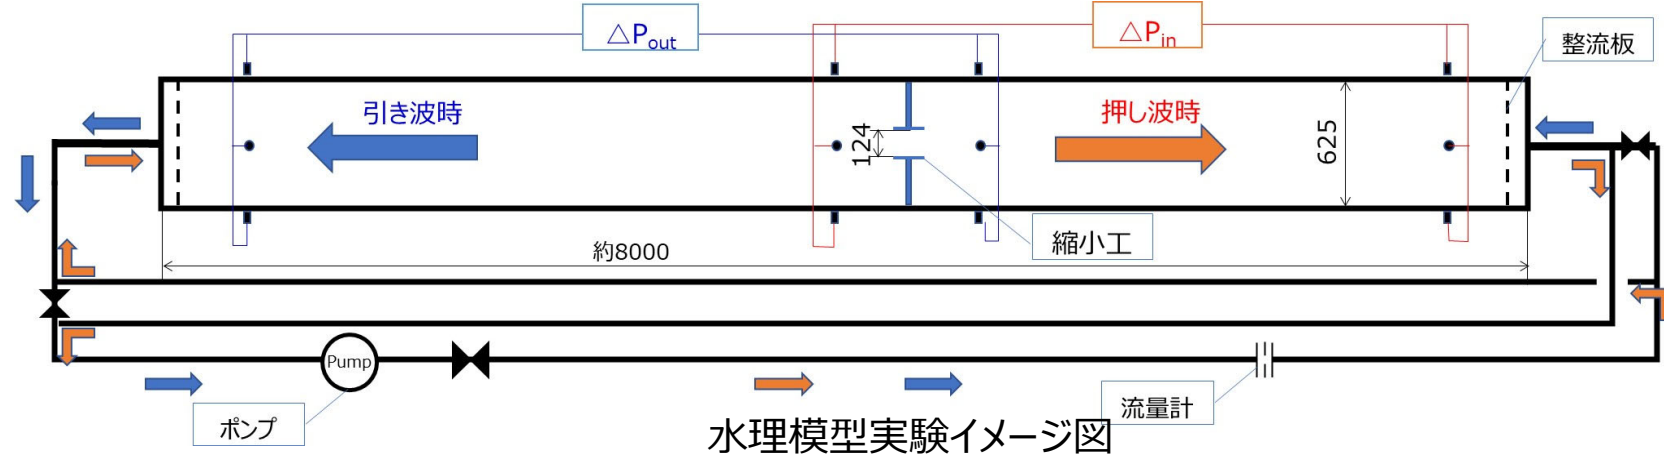 △Pout
△Pin
整流板
引き波時
押し波時
124
625
縮小工
約8000
Pump
ポンプ
流量計
水理模型実験イメージ図